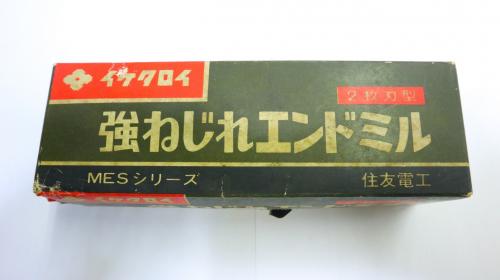 イゲタロイ
2枚刃型
強ねじれエンドミル
MESシリーズ
住友電工